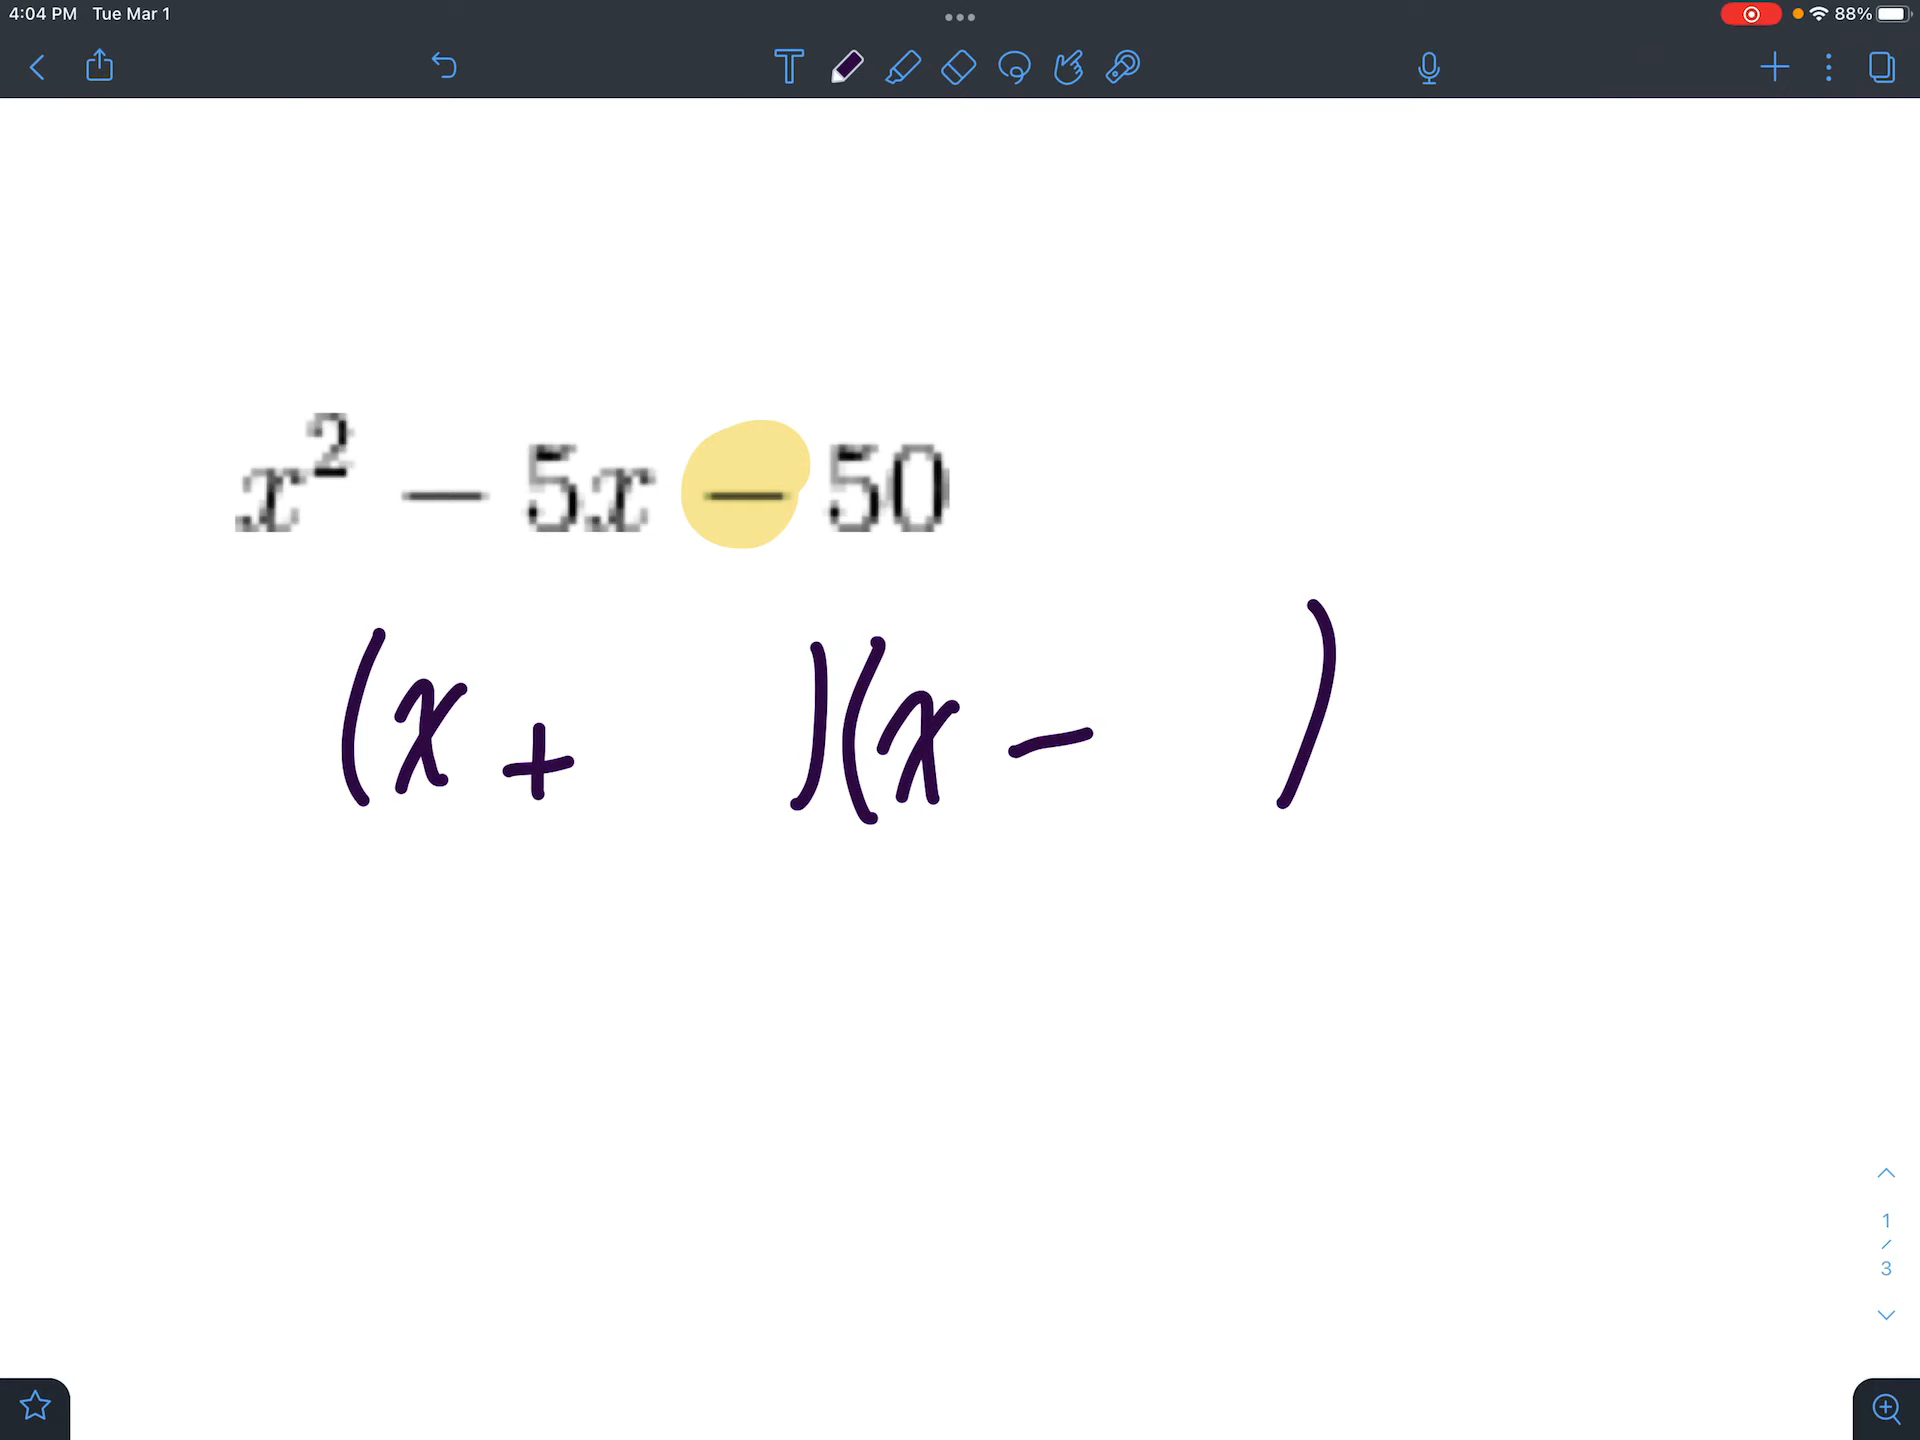 4:04 PM Tue Mar 1
88%
x² − 5x − 50
(x + )(x − )
1
/
3